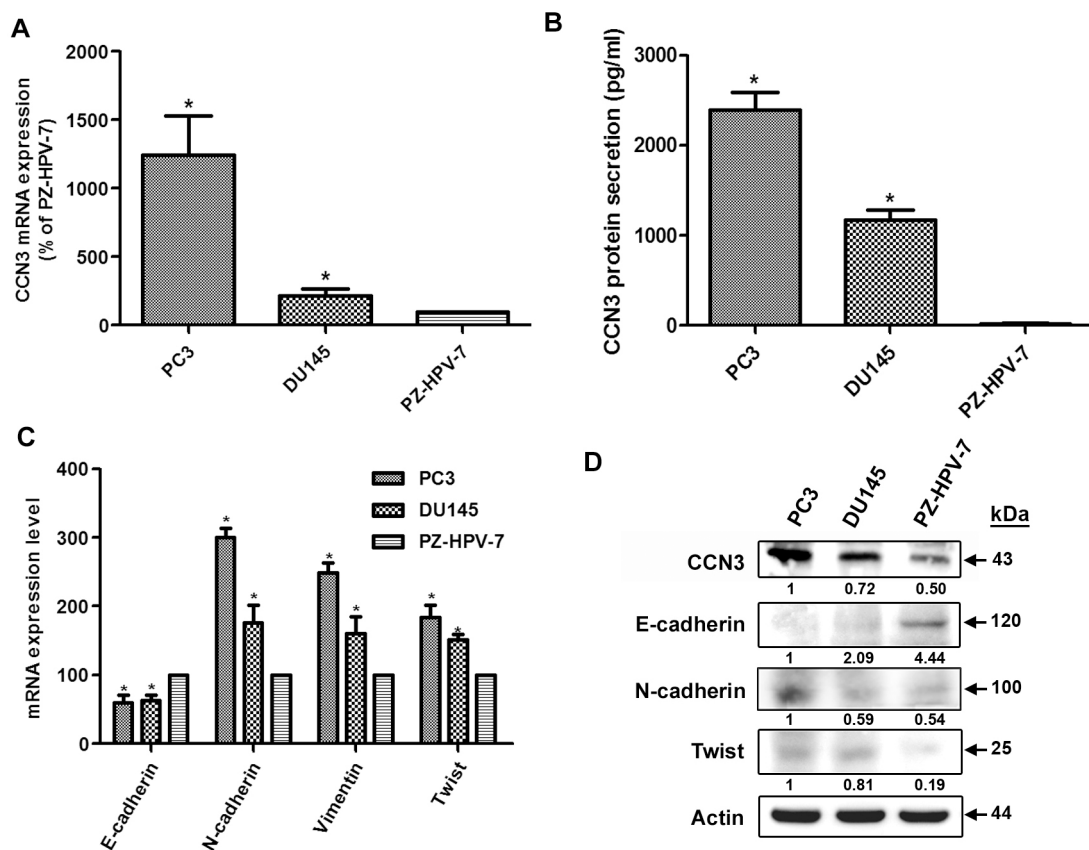 A
CCN3 mRNA expression
(% of PZ-HPV-7)
2000
1500
1000
500
0
*
*
PC3
DU145
PZ-HPV-7
B
CCN3 protein secretion (pg/ml)
3000
2000
1000
0
*
*
PC3
DU145
PZ-HPV-7
C
mRNA expression level
400
300
200
100
0
PC3
DU145
PZ-HPV-7
* * * * * * * *
E-cadherin
N-cadherin
Vimentin
Twist
D
PC3 DU145 PZ-HPV-7 kDa
CCN3 43
1 0.72 0.50
E-cadherin 120
1 2.09 4.44
N-cadherin 100
1 0.59 0.54
Twist 25
1 0.81 0.19
Actin 44